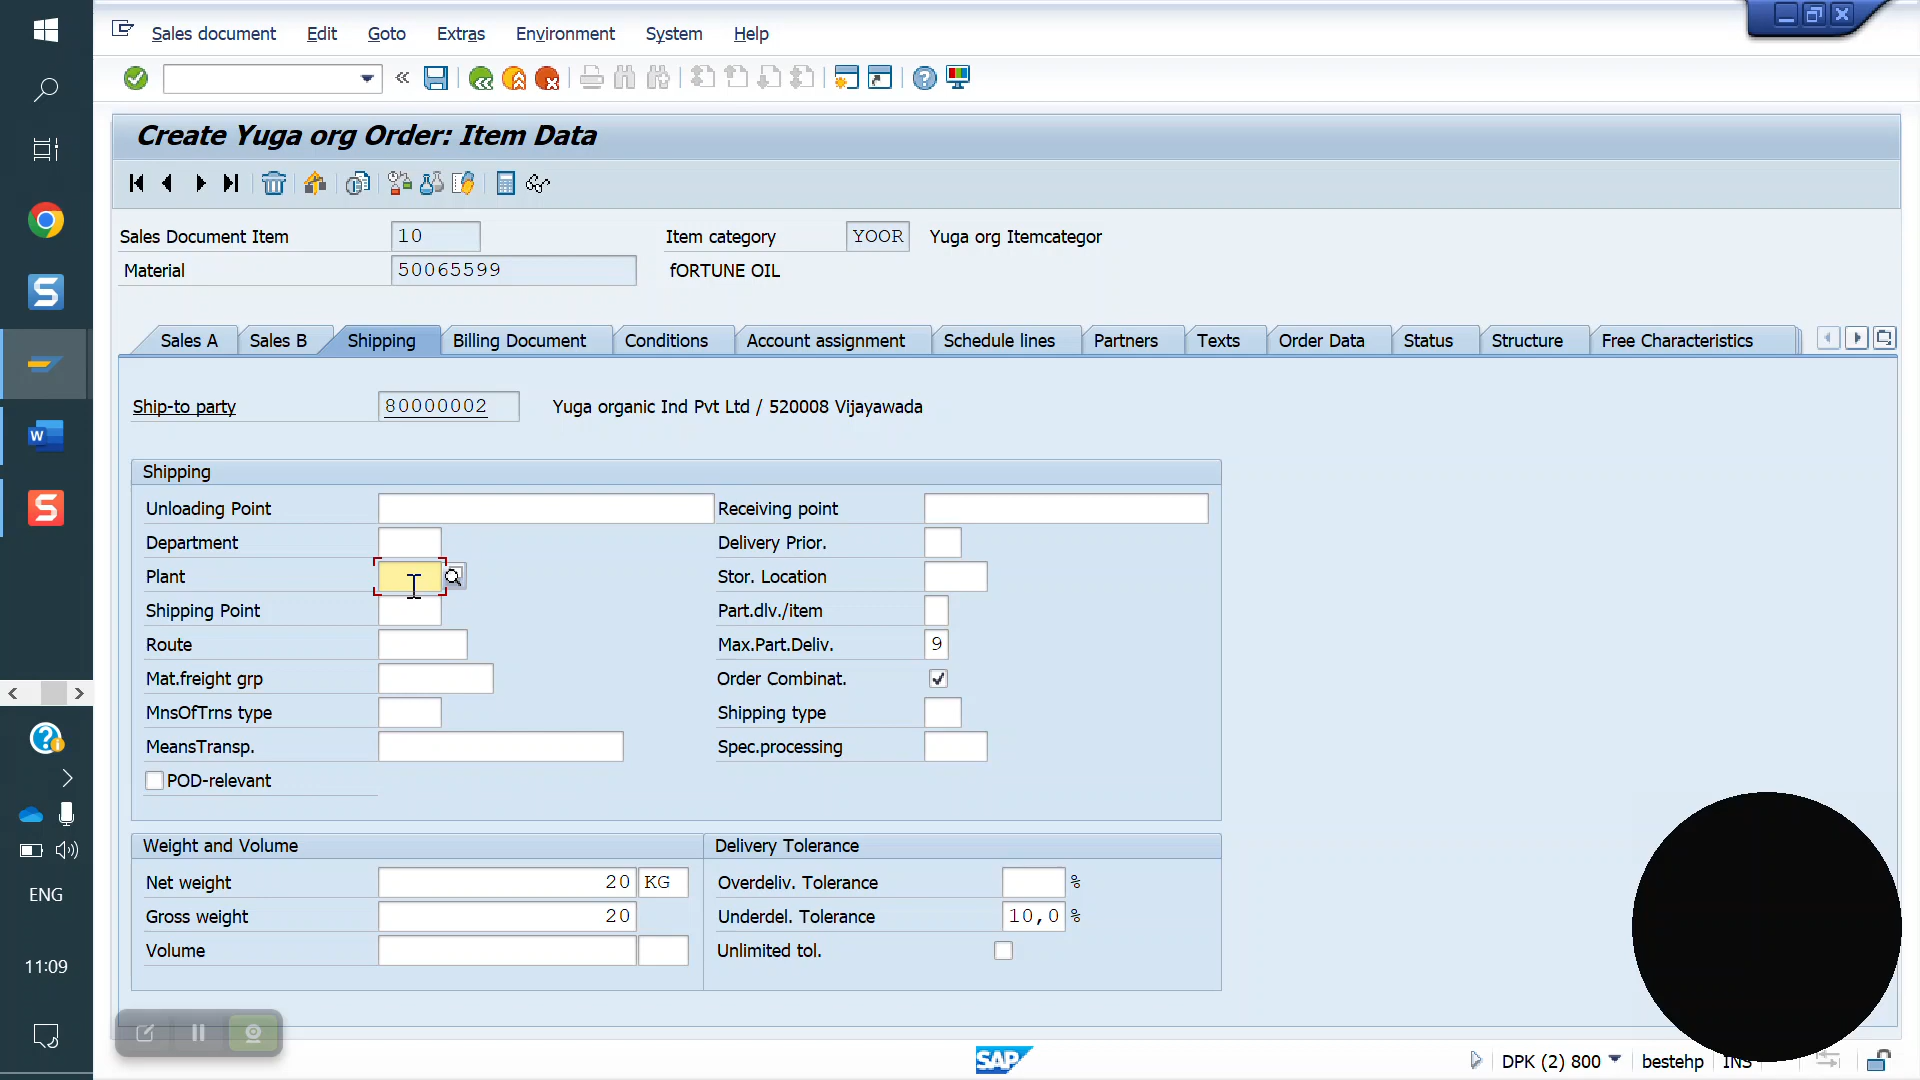 Sales document Edit Goto Extras Environment System Help
Create Yuga org Order: Item Data
Sales Document Item 10 Item category YOOR Yuga org Itemcategor
Material 50065599 fORTUNE OIL
Sales A Sales B Shipping Billing Document Conditions Account assignment Schedule lines Partners Texts Order Data Status Structure Free Characteristics
Ship-to party 80000002 Yuga organic Ind Pvt Ltd / 520008 Vijayawada
Shipping
Unloading Point Receiving point
Department Delivery Prior.
Plant Stor. Location
Shipping Point Part.dlv./item
Route Max.Part.Deliv. 9
Mat.freight grp Order Combinat.
MnsOfTrns type Shipping type
MeansTransp. Spec.processing
POD-relevant
Weight and Volume Delivery Tolerance
Net weight 20 KG Overdeliv. Tolerance %
Gross weight 20 Underdel. Tolerance 10,0 %
Volume Unlimited tol.
ENG
11:09
SAP DPK (2) 800 bestehp INS